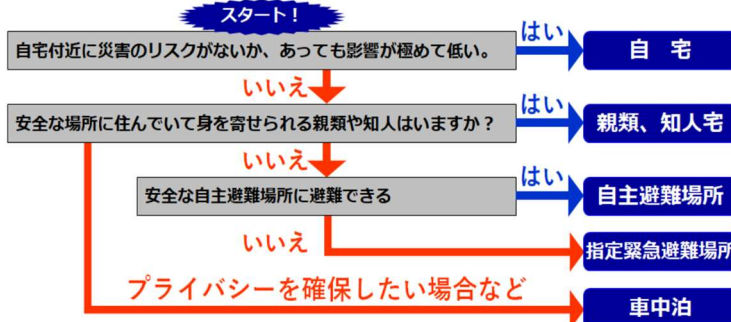 スタート!
自宅付近に災害のリスクがないか、あっても影響が極めて低い。
はい
自 宅
いいえ
安全な場所に住んでいて身を寄せられる親類や知人はいますか?
はい
親類、知人宅
いいえ
安全な自主避難場所に避難できる
はい
自主避難場所
いいえ
指定緊急避難場所
プライバシーを確保したい場合など
車中泊